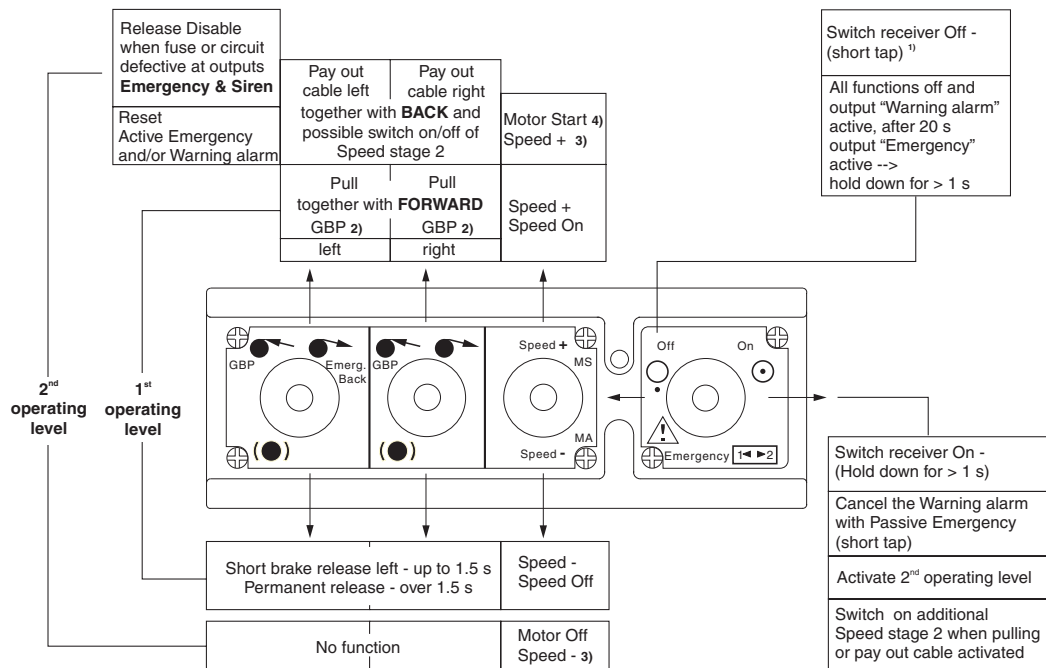 Release Disable
when fuse or circuit
defective at outputs
Emergency & Siren
Reset
Active Emergency
and/or Warning alarm
Pay out
cable left
Pay out
cable right
together with BACK and
possible switch on/off of
Speed stage 2
Motor Start 4)
Speed + 3)
Pull
Pull
together with FORWARD
GBP 2)
GBP 2)
left
right
Speed +
Speed On
Switch receiver Off -
(short tap) 1)
All functions off and
output “Warning alarm”
active, after 20 s
output “Emergency”
active -->
hold down for > 1 s
2nd
operating
level
1st
operating
level
GBP
Emerg.
Back
GBP
Speed +
MS
MA
Speed -
Off
On
!
Emergency
1◄ ►2
Switch receiver On -
(Hold down for > 1 s)
Cancel the Warning alarm
with Passive Emergency
(short tap)
Activate 2nd operating level
Switch on additional
Speed stage 2 when pulling
or pay out cable activated
Short brake release left - up to 1.5 s
Permanent release - over 1.5 s
Speed -
Speed Off
No function
Motor Off
Speed - 3)